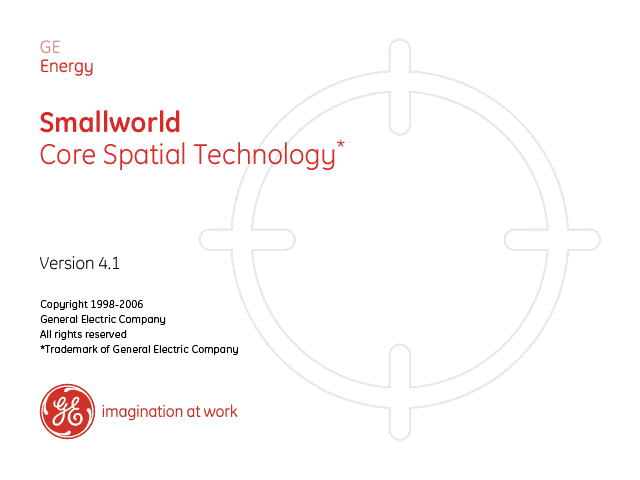 GE
Energy
Smallworld
Core Spatial Technology*
Version 4.1
Copyright 1998-2006
General Electric Company
All rights reserved
*Trademark of General Electric Company
GE imagination at work